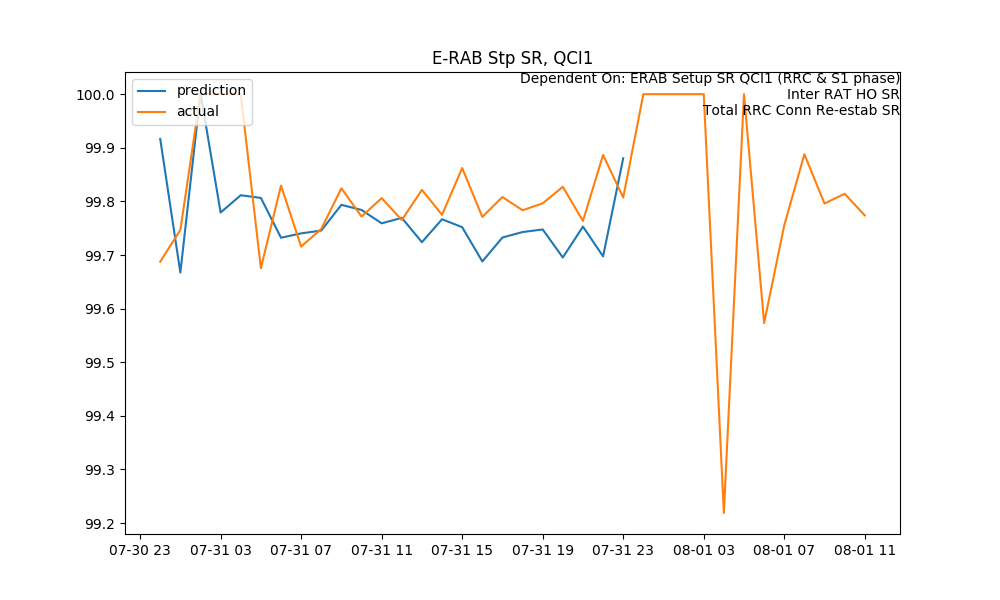 E-RAB Stp SR, QCI1
Dependent On: ERAB Setup SR QCI1 (RRC & S1 phase)
Inter RAT HO SR
Total RRC Conn Re-estab SR
prediction
actual
100.0
99.9
99.8
99.7
99.6
99.5
99.4
99.3
99.2
07-30 23 07-31 03 07-31 07 07-31 11 07-31 15 07-31 19 07-31 23 08-01 03 08-01 07 08-01 11